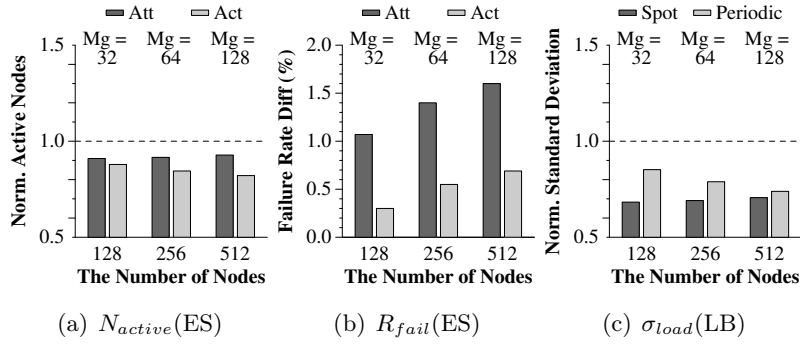 Att Act
Mg = Mg = Mg =
32 64 128
1.5
1.0
0.5
Norm. Active Nodes
128 256 512
The Number of Nodes
(a) N_active(ES)
Att Act
Mg = Mg = Mg =
32 64 128
2.0
1.5
1.0
0.5
0.0
Failure Rate Diff (%)
128 256 512
The Number of Nodes
(b) R_fail(ES)
Spot Periodic
Mg = Mg = Mg =
32 64 128
1.5
1.0
0.5
Norm. Standard Deviation
128 256 512
The Number of Nodes
(c) σ_load(LB)